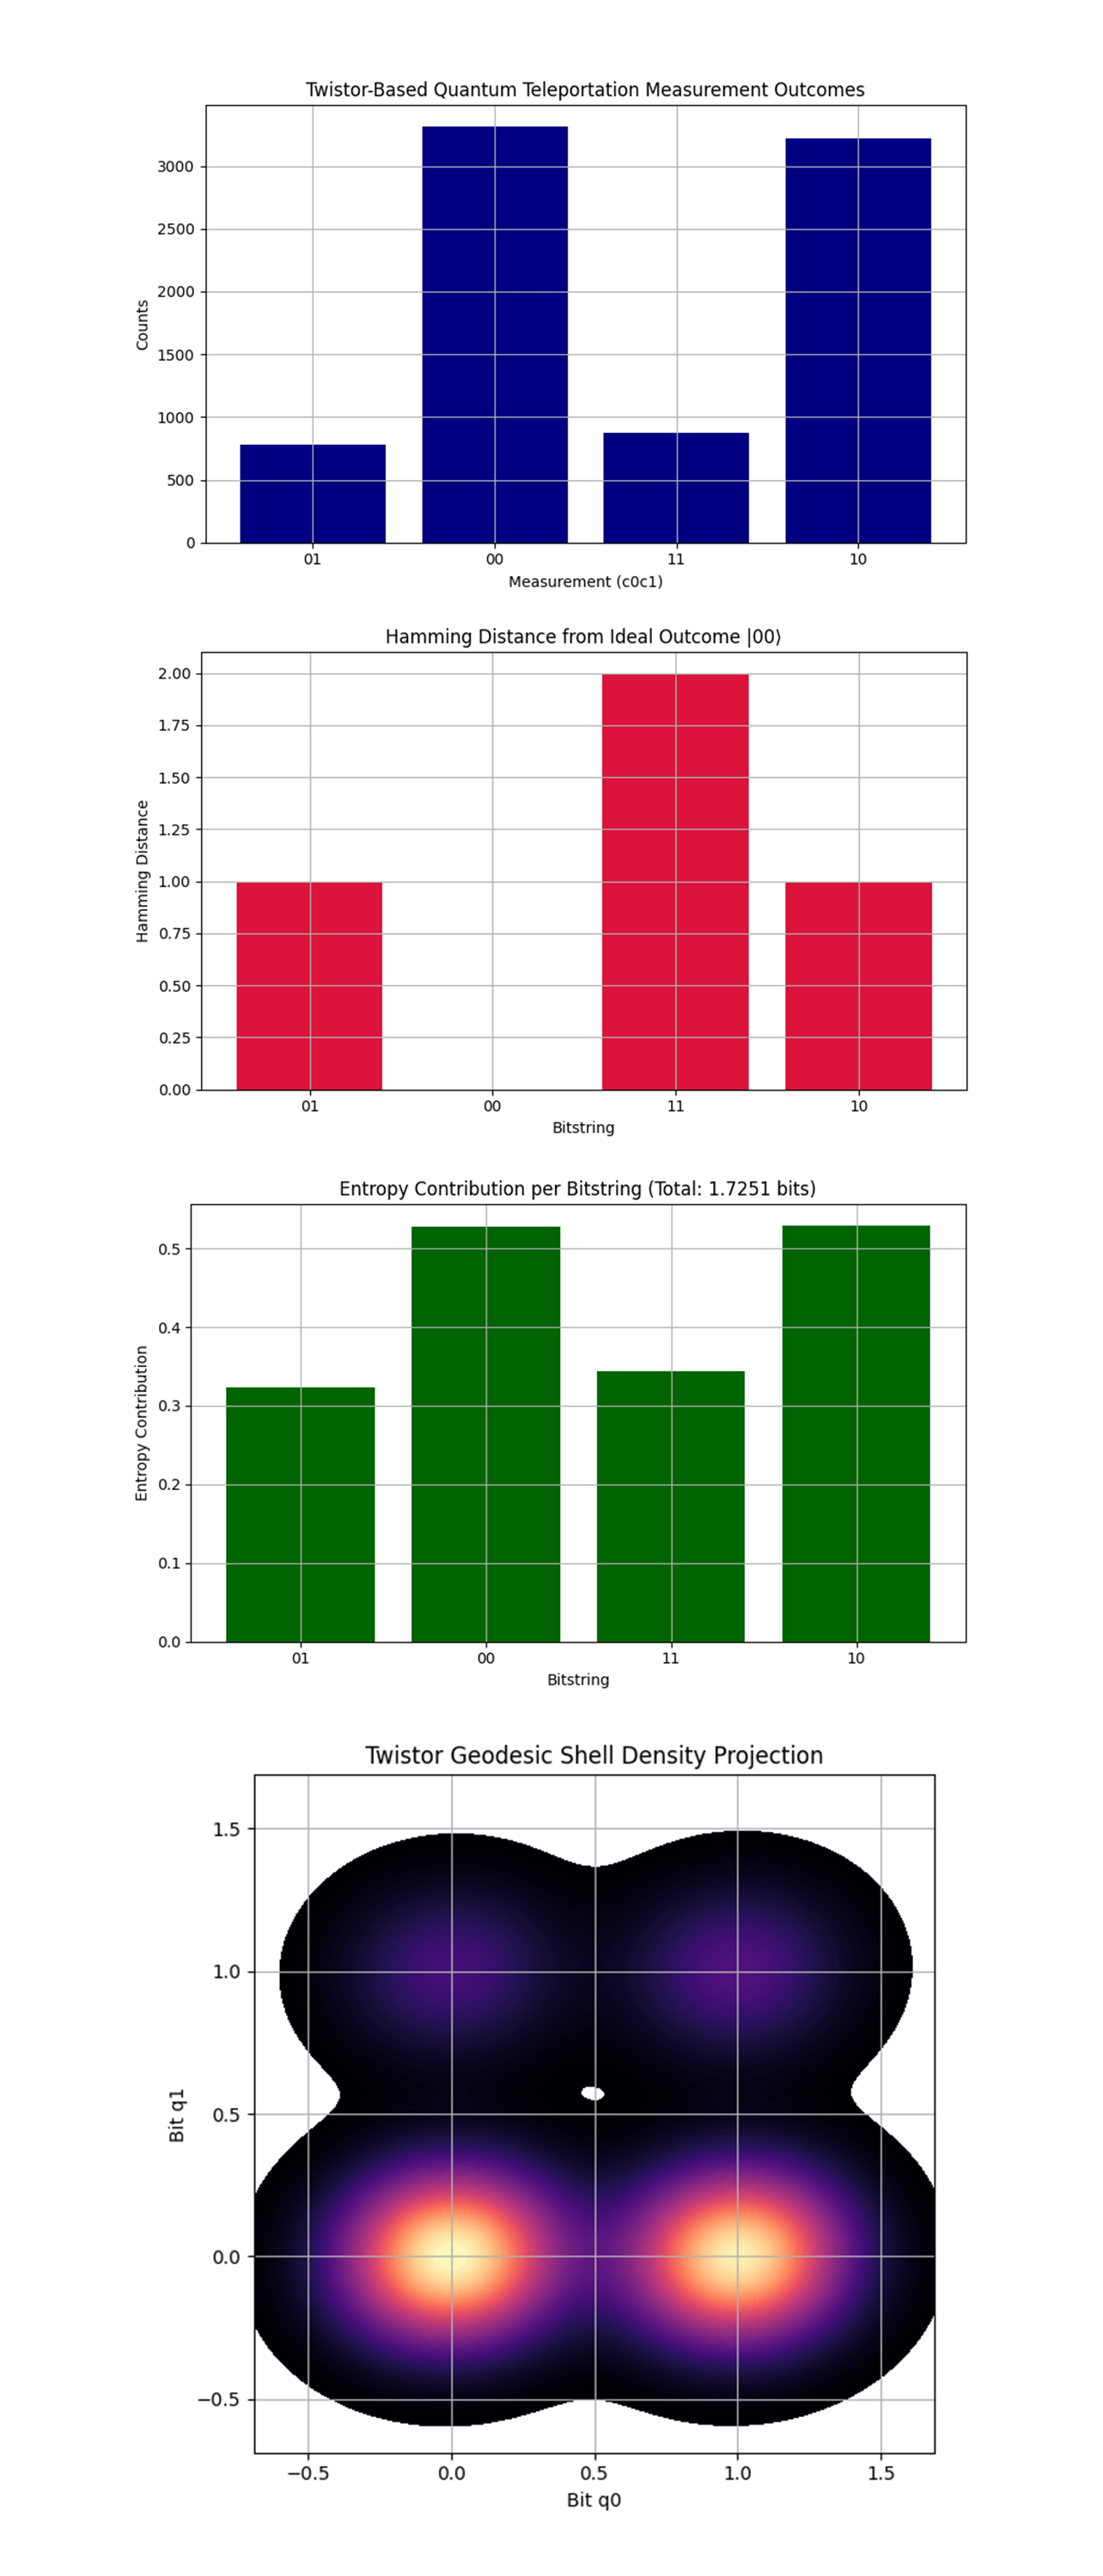 Twistor-Based Quantum Teleportation Measurement Outcomes
3000
2500
2000
1500
1000
500
0
Counts
01 00 11 10
Measurement (c0c1)
Hamming Distance from Ideal Outcome |00⟩
2.00
1.75
1.50
1.25
1.00
0.75
0.50
0.25
0.00
Hamming Distance
01 00 11 10
Bitstring
Entropy Contribution per Bitstring (Total: 1.7251 bits)
0.5
0.4
0.3
0.2
0.1
0.0
Entropy Contribution
01 00 11 10
Bitstring
Twistor Geodesic Shell Density Projection
1.5
1.0
0.5
0.0
−0.5
Bit q1
−0.5 0.0 0.5 1.0 1.5
Bit q0